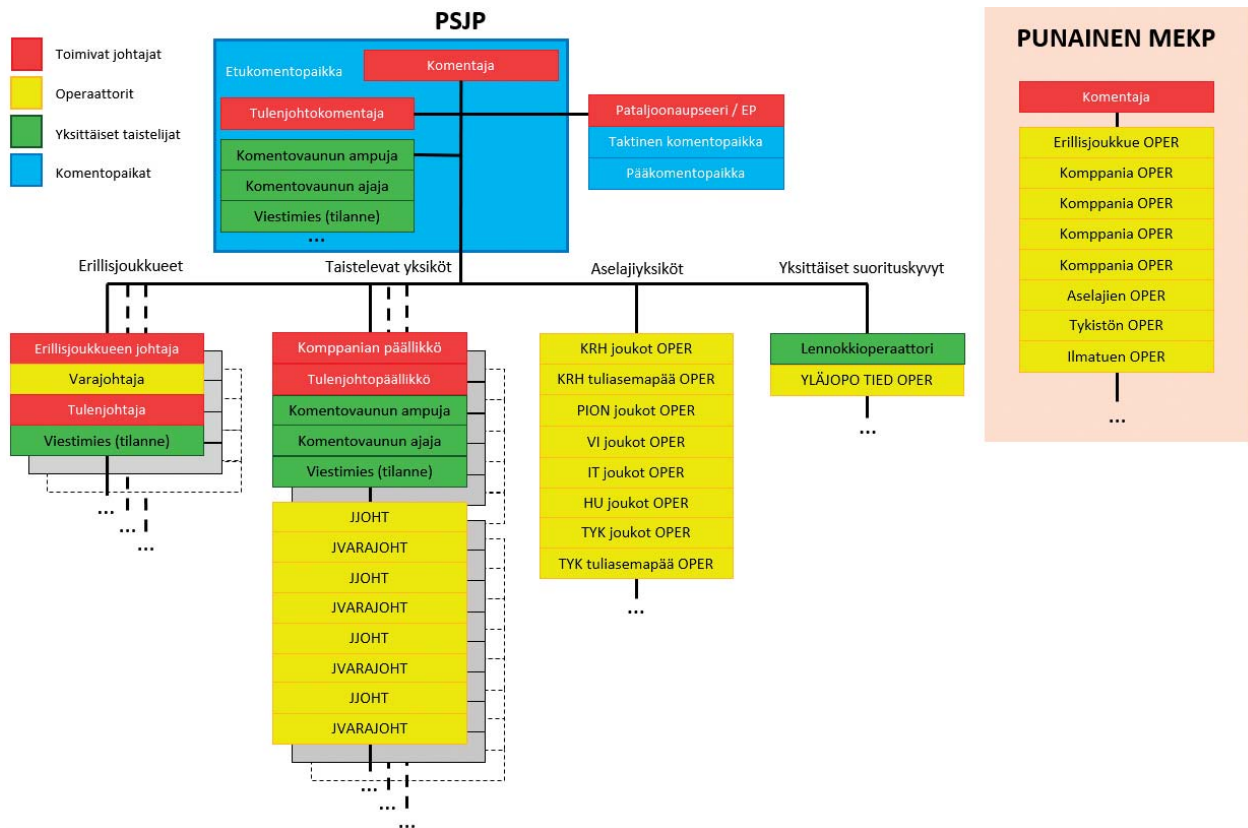 PSJP
Toimivat johtajat
Operaattorit
Yksittäiset taistelijat
Komentopaikat
Etukomentopaikka
Komentaja
Tulenjohtokomentaja
Komentovaunun ampuja
Komentovaunun ajaja
Viestimies (tilanne)
...
Pataljoonaupseeri / EP
Taktinen komentopaikka
Pääkomentopaikka
PUNAINEN MEKP
Komentaja
Erillisjoukkue OPER
Komppania OPER
Komppania OPER
Komppania OPER
Komppania OPER
Aselajien OPER
Tykistön OPER
Ilmatuen OPER
...
Erillisjoukkueet
Erillisjoukkueen johtaja
Varajohtaja
Tulenjohtaja
Viestimies (tilanne)
...
...
...
Taistelevat yksiköt
Komppanian päällikkö
Tulenjohtopäällikkö
Komentovaunun ampuja
Komentovaunun ajaja
Viestimies (tilanne)
JJOHT
JVARAJOHT
JJOHT
JVARAJOHT
JJOHT
JVARAJOHT
JJOHT
JVARAJOHT
...
...
...
Aselajiyksiköt
KRH joukot OPER
KRH tuliasemapää OPER
PION joukot OPER
VI joukot OPER
IT joukot OPER
HU joukot OPER
TYK joukot OPER
TYK tuliasemapää OPER
...
Yksittäiset suorituskyvyt
Lennokkioperaattori
YLÄJOPO TIED OPER
...